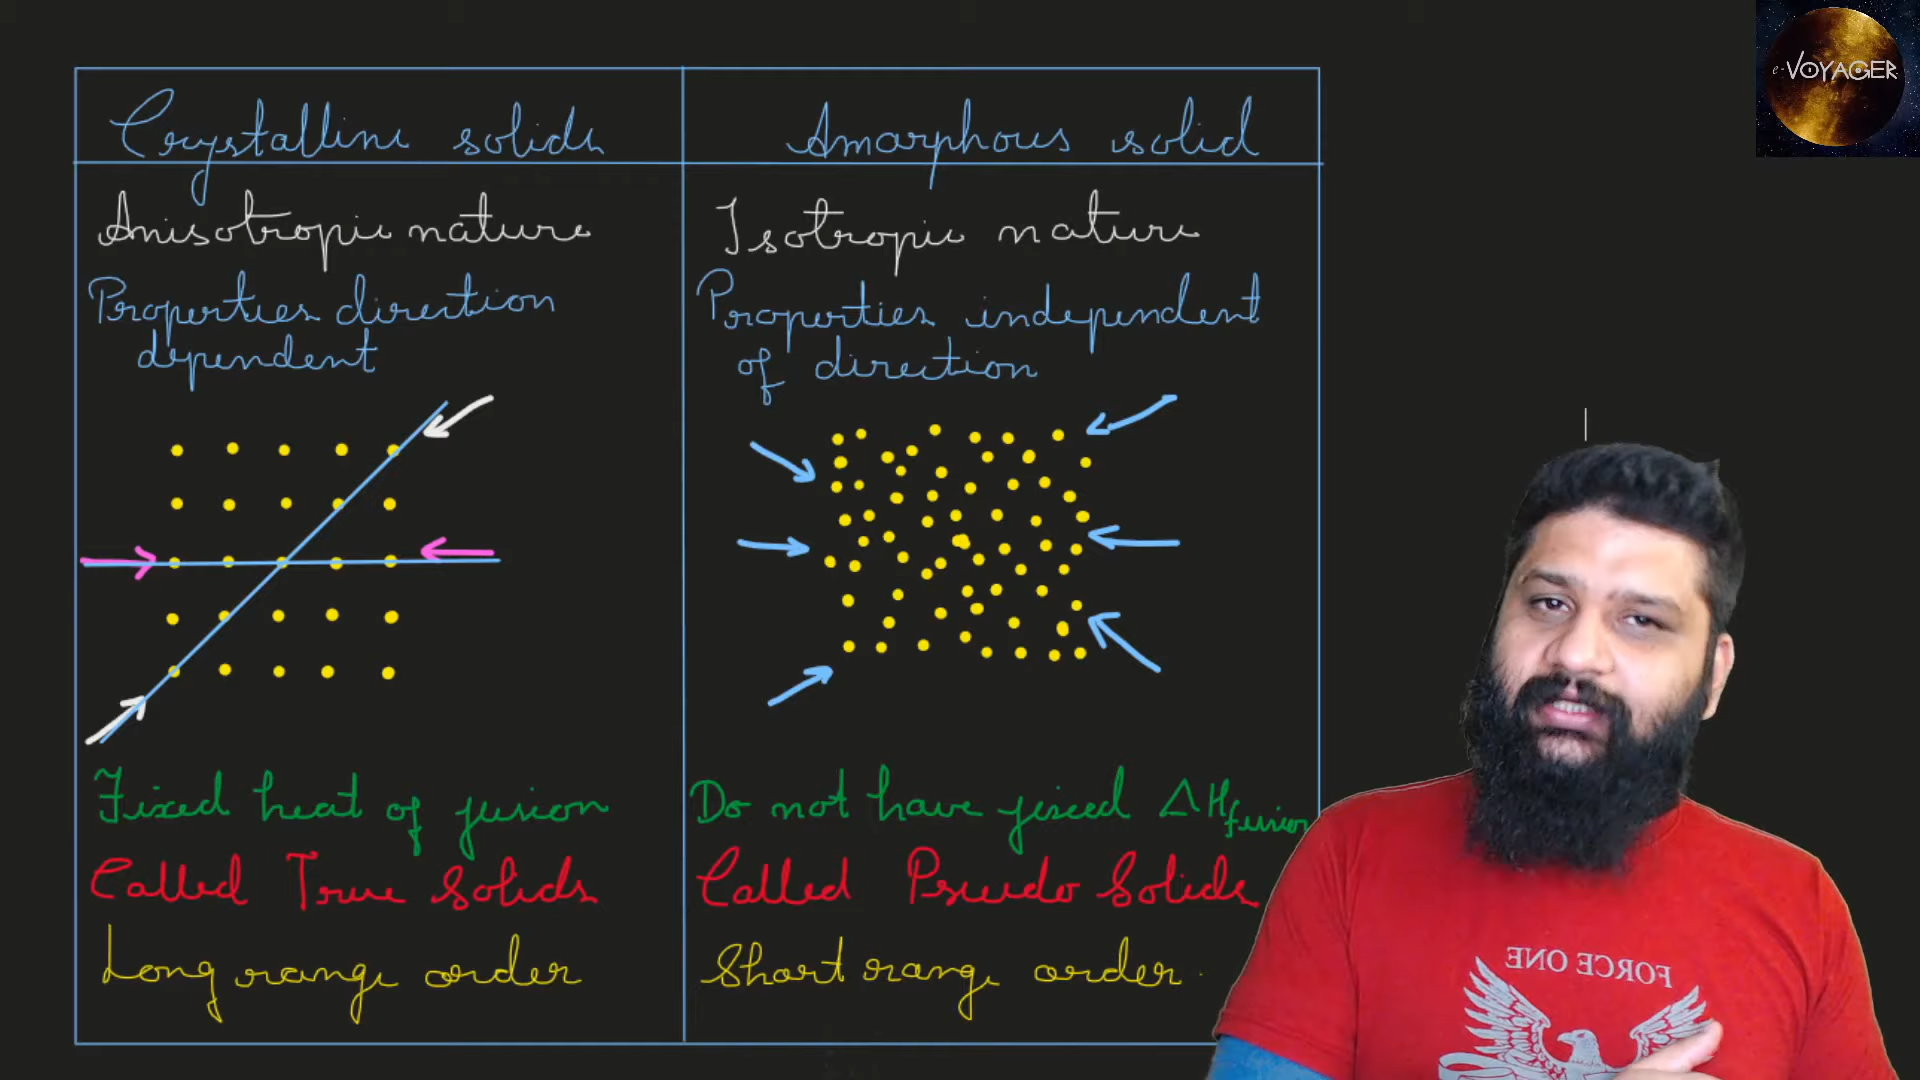 e-VOYAGER
Crystalline solids
Amorphous solid
Anisotropic nature
Isotropic nature
Properties direction
dependent
Properties independent
of direction
Fixed heat of fusion
Do not have fixed ΔHfusion
Called True Solids
Called Pseudo Solids
Long range order
Short range order
FORCE ONE